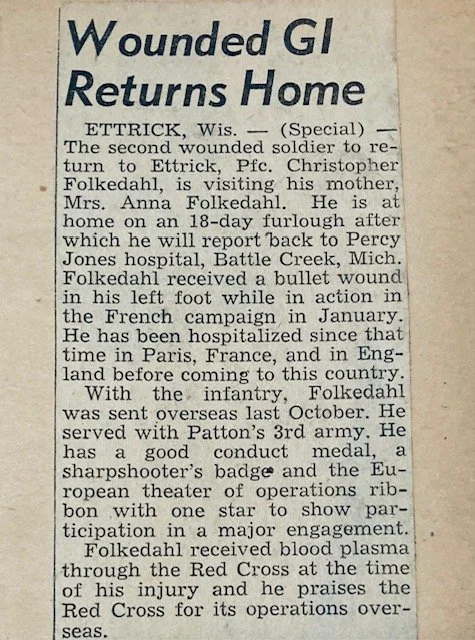 Wounded GI
Returns Home
ETTRICK, Wis. — (Special) —
The second wounded soldier to re-
turn to Ettrick, Pfc. Christopher
Folkedahl, is visiting his mother,
Mrs. Anna Folkedahl. He is at
home on an 18-day furlough after
which he will report back to Percy
Jones hospital, Battle Creek, Mich.
Folkedahl received a bullet wound
in his left foot while in action in
the French campaign in January.
He has been hospitalized since that
time in Paris, France, and in Eng-
land before coming to this country.
With the infantry, Folkedahl
was sent overseas last October. He
served with Patton's 3rd army. He
has a good conduct medal, a
sharpshooter's badge and the Eu-
ropean theater of operations rib-
bon with one star to show par-
ticipation in a major engagement.
Folkedahl received blood plasma
through the Red Cross at the time
of his injury and he praises the
Red Cross for its operations over-
seas.